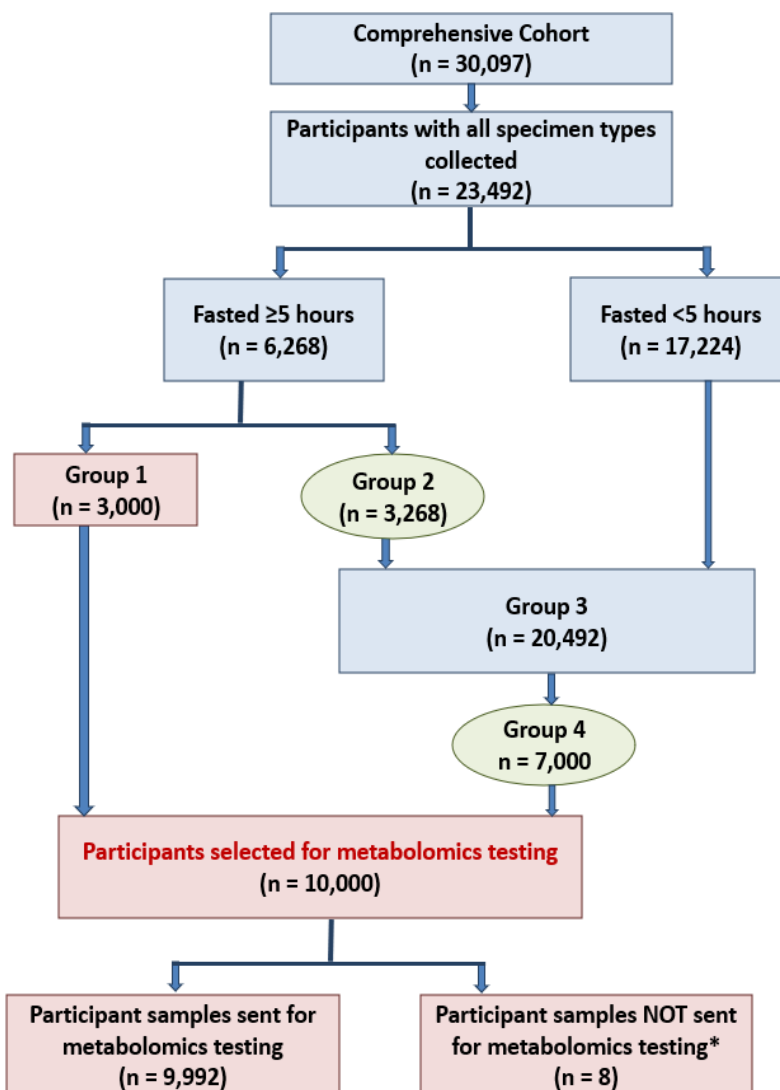 Comprehensive Cohort
(n = 30,097)
Participants with all specimen types
collected
(n = 23,492)
Fasted ≥5 hours
(n = 6,268)
Fasted <5 hours
(n = 17,224)
Group 1
(n = 3,000)
Group 2
(n = 3,268)
Group 3
(n = 20,492)
Group 4
n = 7,000
Participants selected for metabolomics testing
(n = 10,000)
Participant samples sent for
metabolomics testing
(n = 9,992)
Participant samples NOT sent
for metabolomics testing*
(n = 8)